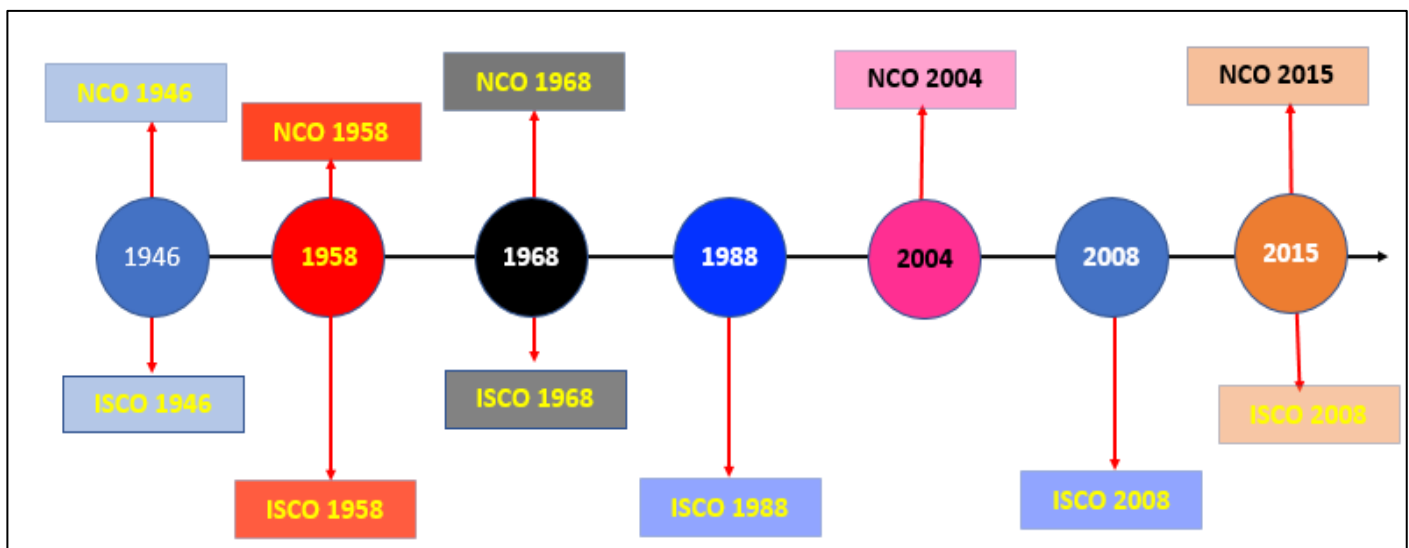 NCO 1946
NCO 1958
NCO 1968
NCO 2004
NCO 2015
1946
1958
1968
1988
2004
2008
2015
ISCO 1946
ISCO 1958
ISCO 1968
ISCO 1988
ISCO 2008
ISCO 2008